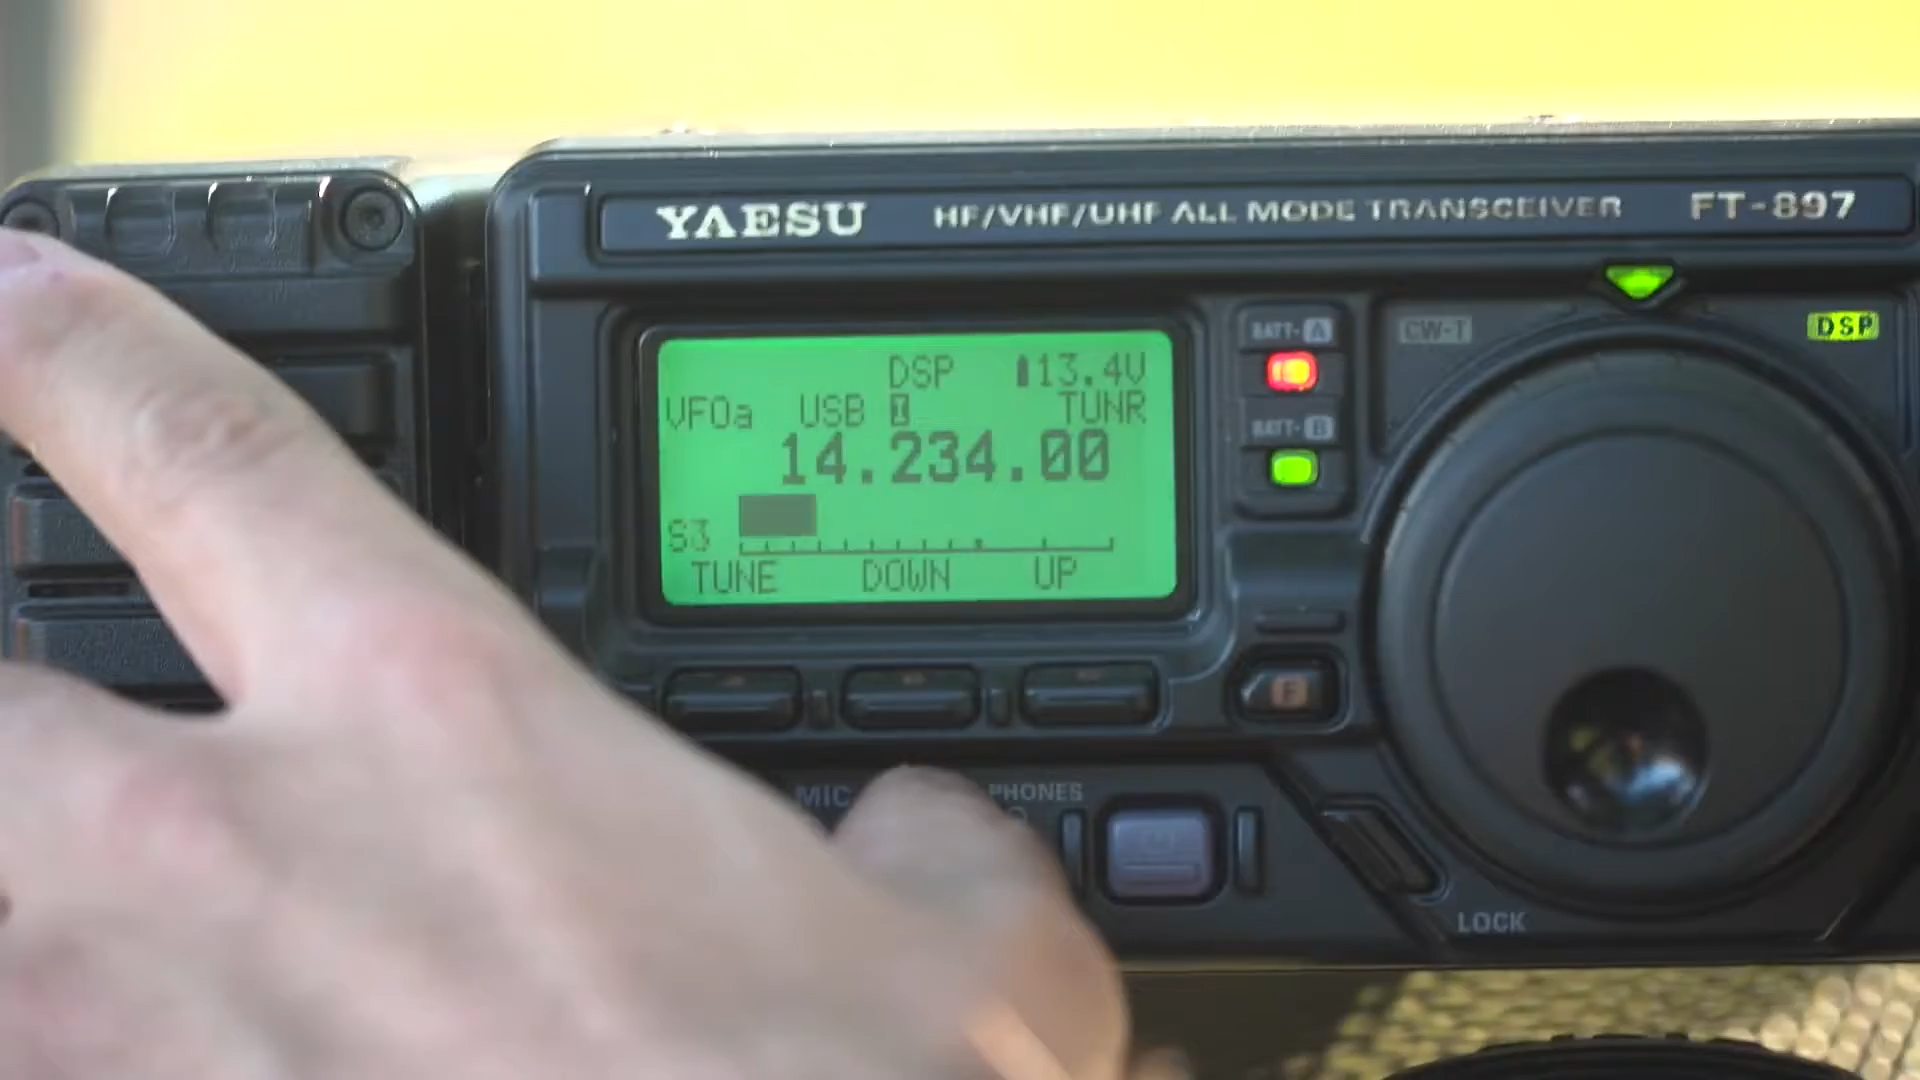 YAESU HF/VHF/UHF ALL MODE TRANSCEIVER FT-897
DSP 13.4V
VFOa USB I TUNR
14.234.00
S3
TUNE DOWN UP
BATT-A
BATT-B
CW-T
DSP
F
MIC
PHONES
LOCK